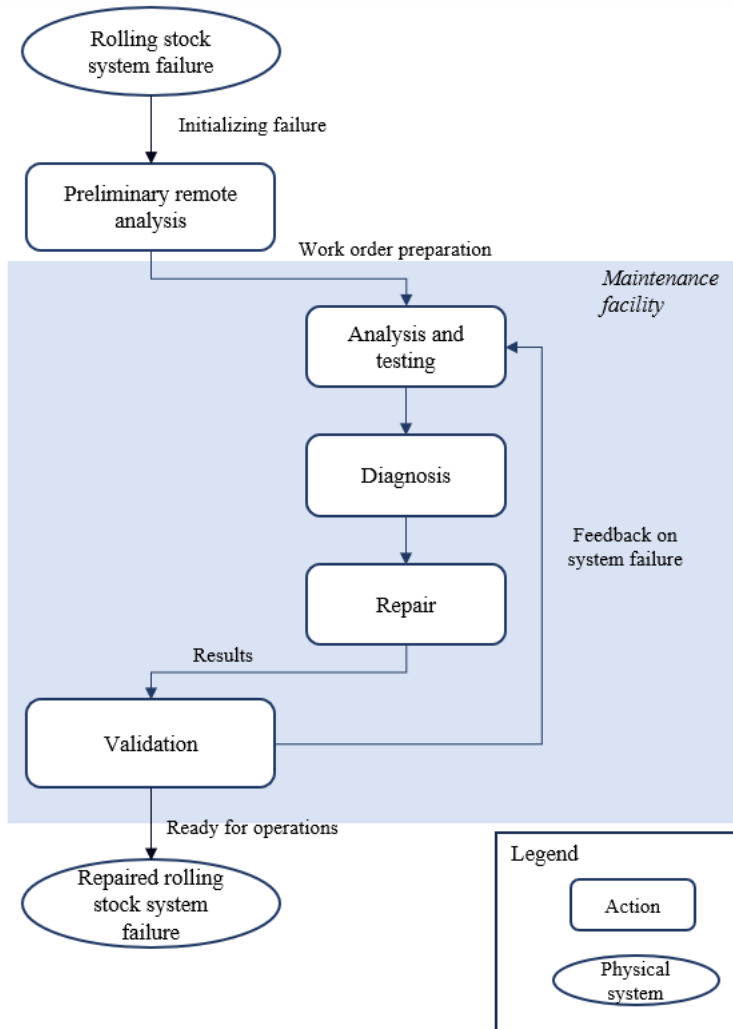 Rolling stock
system failure
Initializing failure
Preliminary remote
analysis
Work order preparation
Maintenance
facility
Analysis and
testing
Diagnosis
Feedback on
system failure
Repair
Results
Validation
Ready for operations
Repaired rolling
stock system
failure
Legend
Action
Physical
system